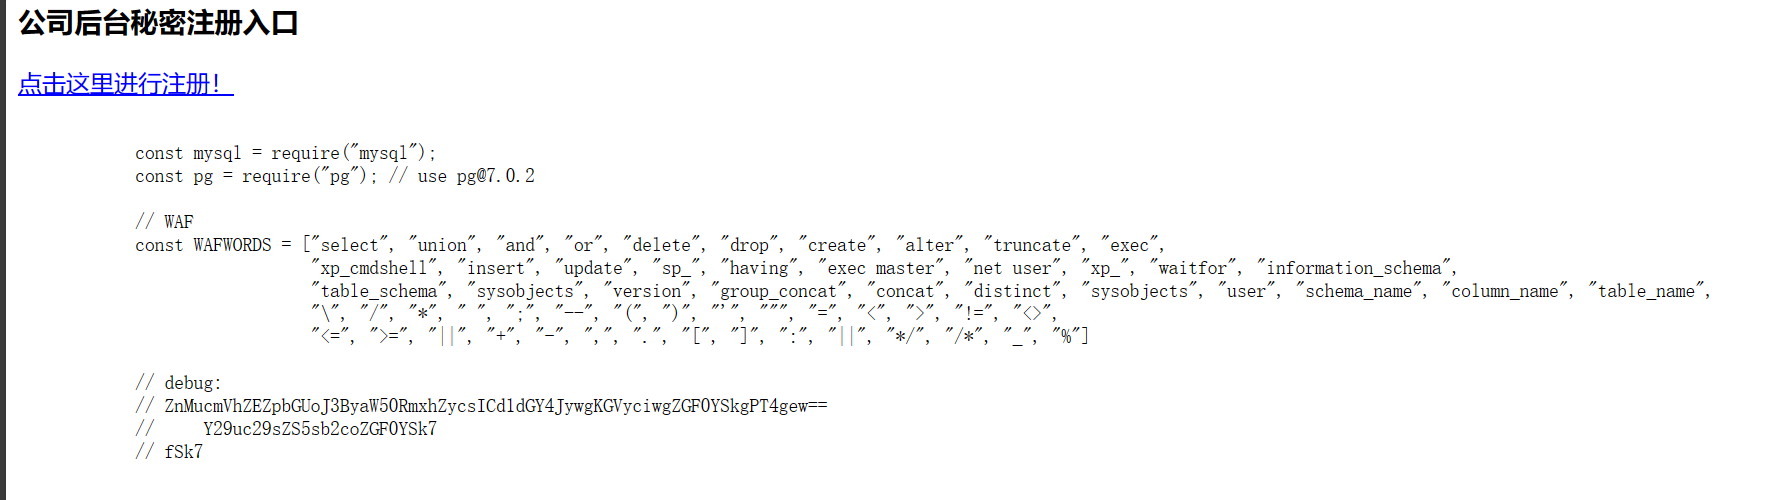 公司后台秘密注册入口
点击这里进行注册！
const mysql = require("mysql");
const pg = require("pg"); // use pg@7.0.2
// WAF
const WAFWORDS = ["select", "union", "and", "or", "delete", "drop", "create", "alter", "truncate", "exec",
"xp_cmdshell", "insert", "update", "sp_", "having", "exec master", "net user", "xp_", "waitfor", "information_schema",
"table_schema", "sysobjects", "version", "group_concat", "concat", "distinct", "sysobjects", "user", "schema_name", "column_name", "table_name",
"\", "/", "*", " ", ";", "--", "(", ")", "'", """, "=", "<", ">", "!=", "<>",
"<=", ">=", "||", "+", "-", ",", ".", "[", "]", ":", "||", "*/", "/*", "_", "%"]
// debug:
// ZnMucmVhZEZpbGUoJ3ByaW50RmxhZycsICd1dGY4JywgKGVyciwgZGF0YSkgPT4gew==
// Y29uc29sZS5sb2coZGF0YSk7
// fSk7